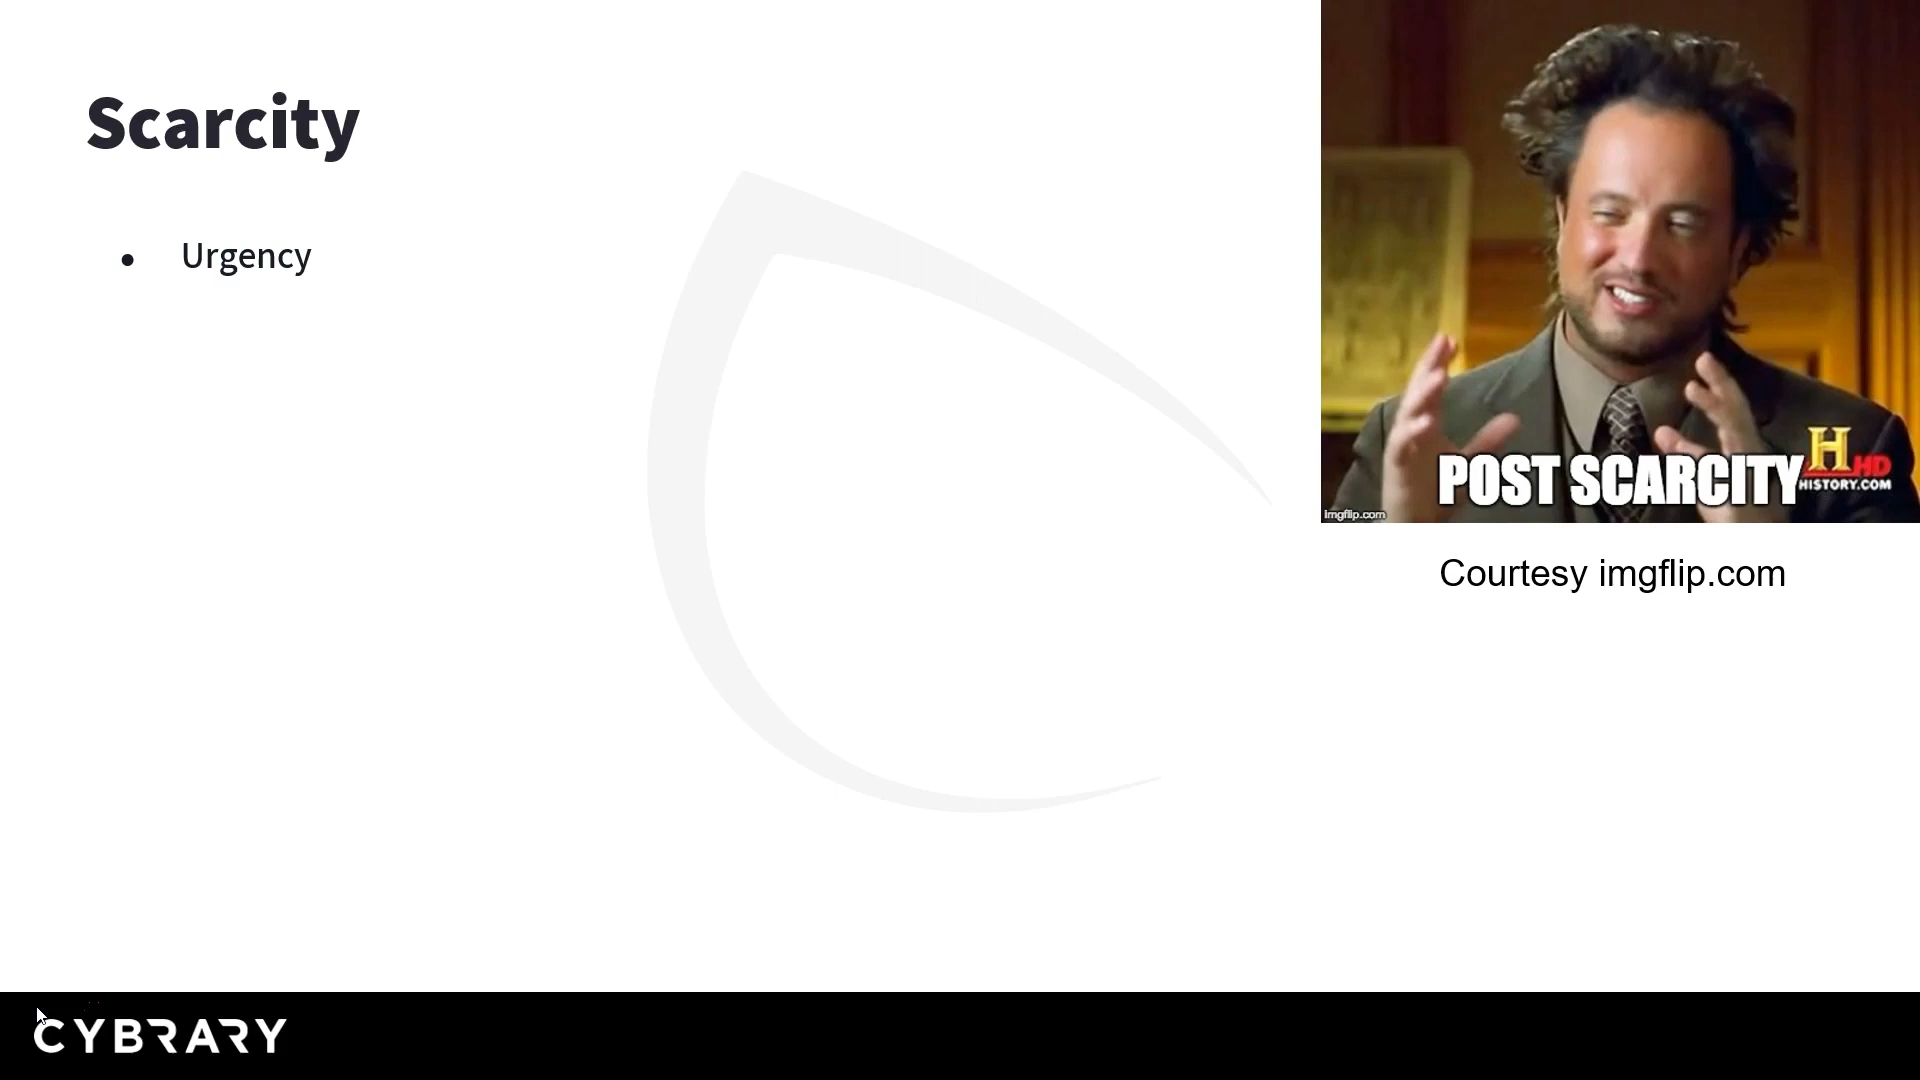 Scarcity
● Urgency
POST SCARCITY
H HD
HISTORY.COM
imgflip.com
Courtesy imgflip.com
CYBRARY